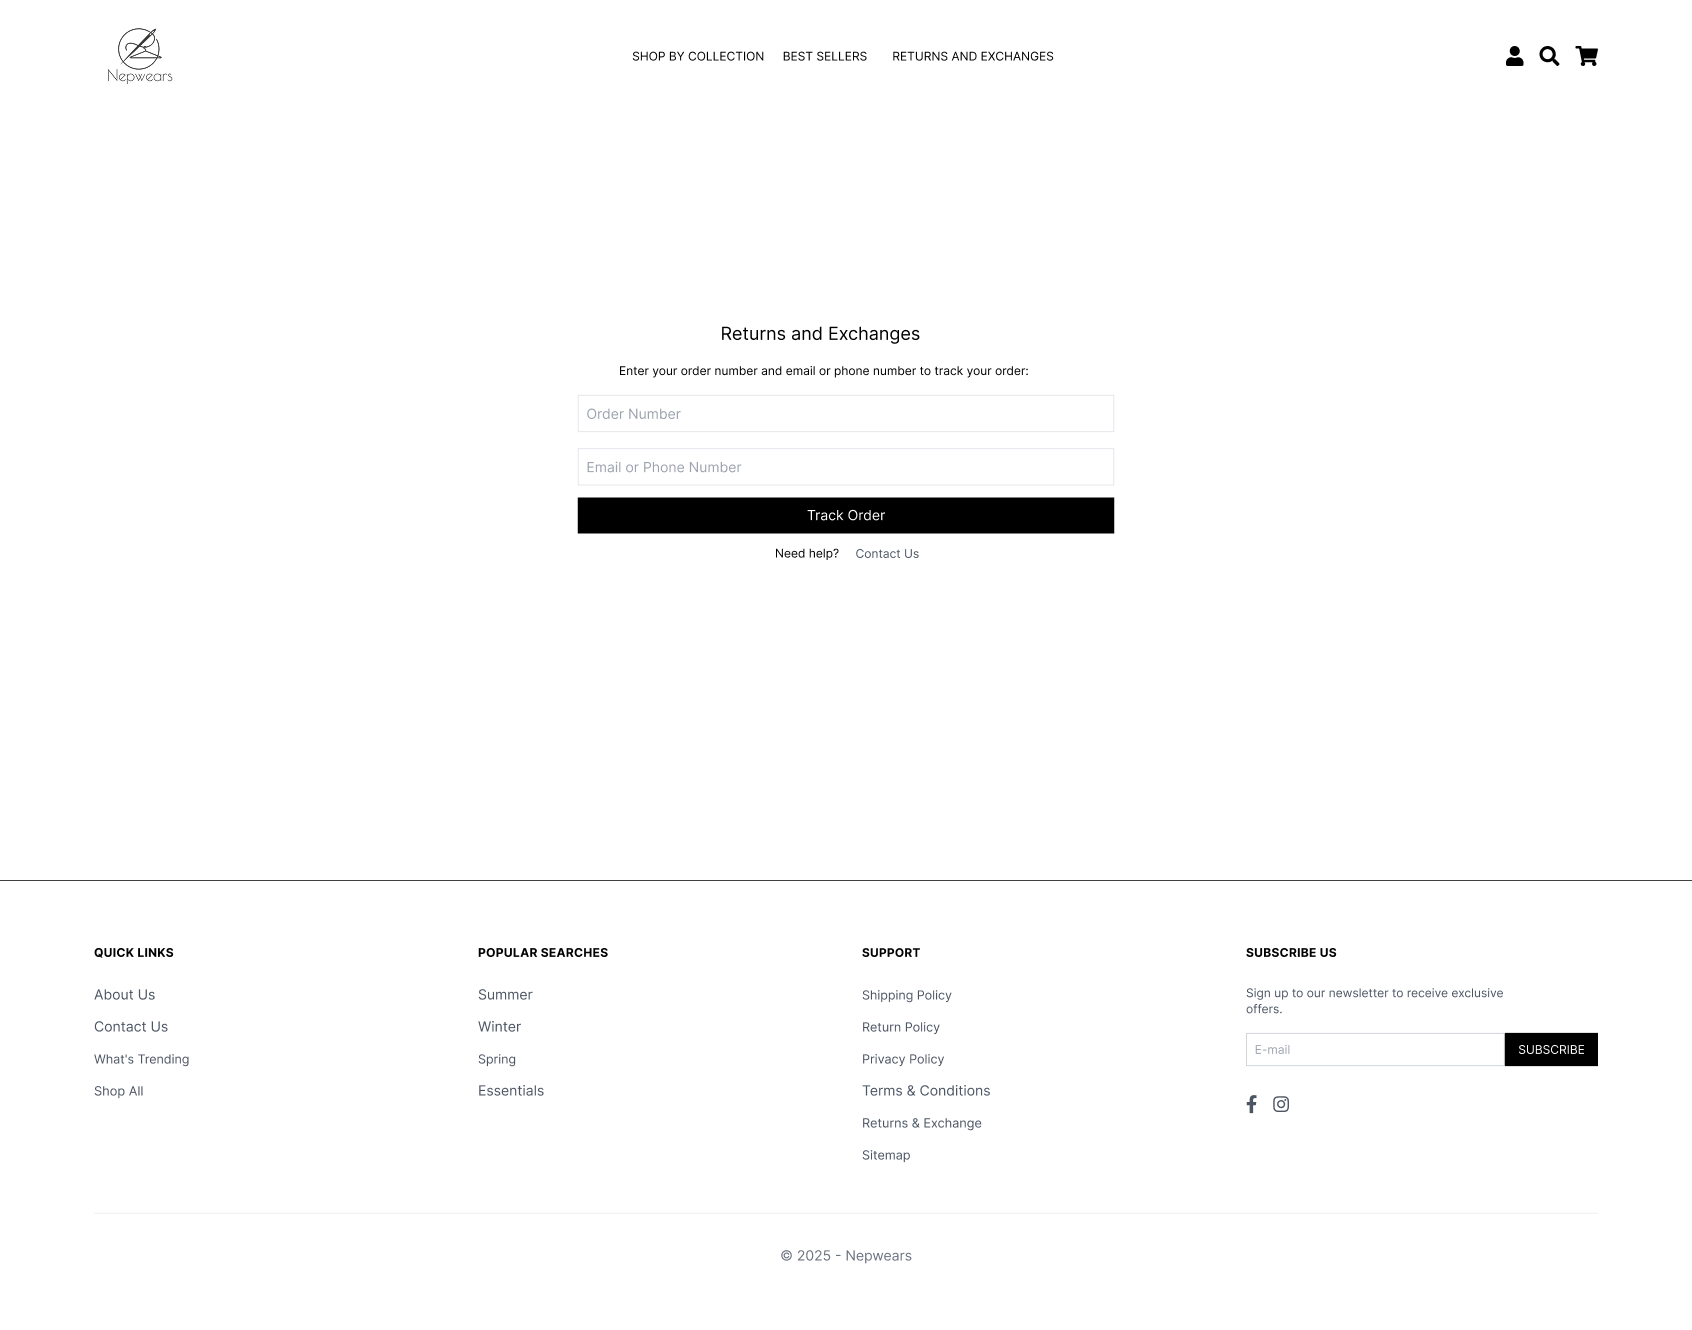 Nepwears
SHOP BY COLLECTION
BEST SELLERS
RETURNS AND EXCHANGES
Returns and Exchanges
Enter your order number and email or phone number to track your order:
Order Number
Email or Phone Number
Track Order
Need help? Contact Us
QUICK LINKS
About Us
Contact Us
What's Trending
Shop All
POPULAR SEARCHES
Summer
Winter
Spring
Essentials
SUPPORT
Shipping Policy
Return Policy
Privacy Policy
Terms & Conditions
Returns & Exchange
Sitemap
SUBSCRIBE US
Sign up to our newsletter to receive exclusive
offers.
E-mail
SUBSCRIBE
© 2025 - Nepwears